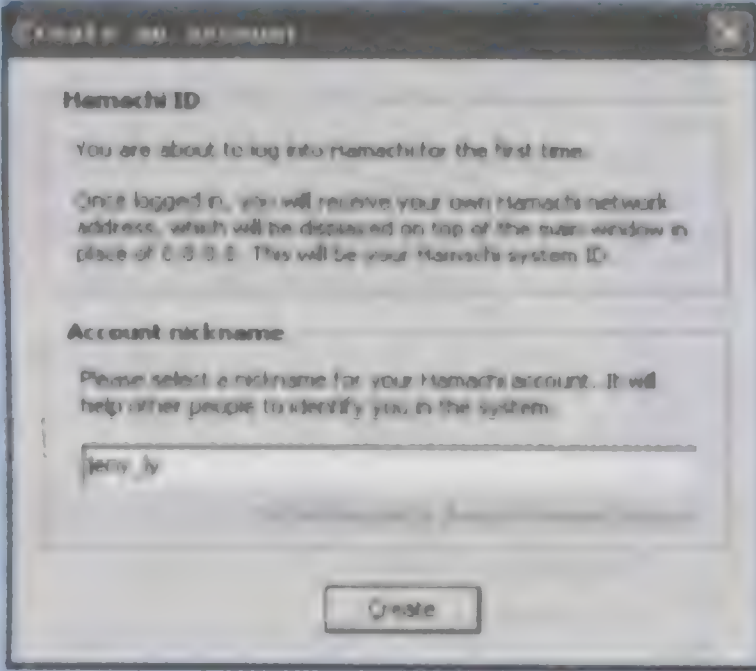 Create an account
Hamachi ID
You are about to log into Hamachi for the first time.
Once logged in, you will receive your own Hamachi network
address, which will be displayed on top of the main window in
place of 0.0.0.0. This will be your Hamachi system ID.
Account nickname
Please select a nickname for your Hamachi account. It will
help other people to identify you in the system.
Create